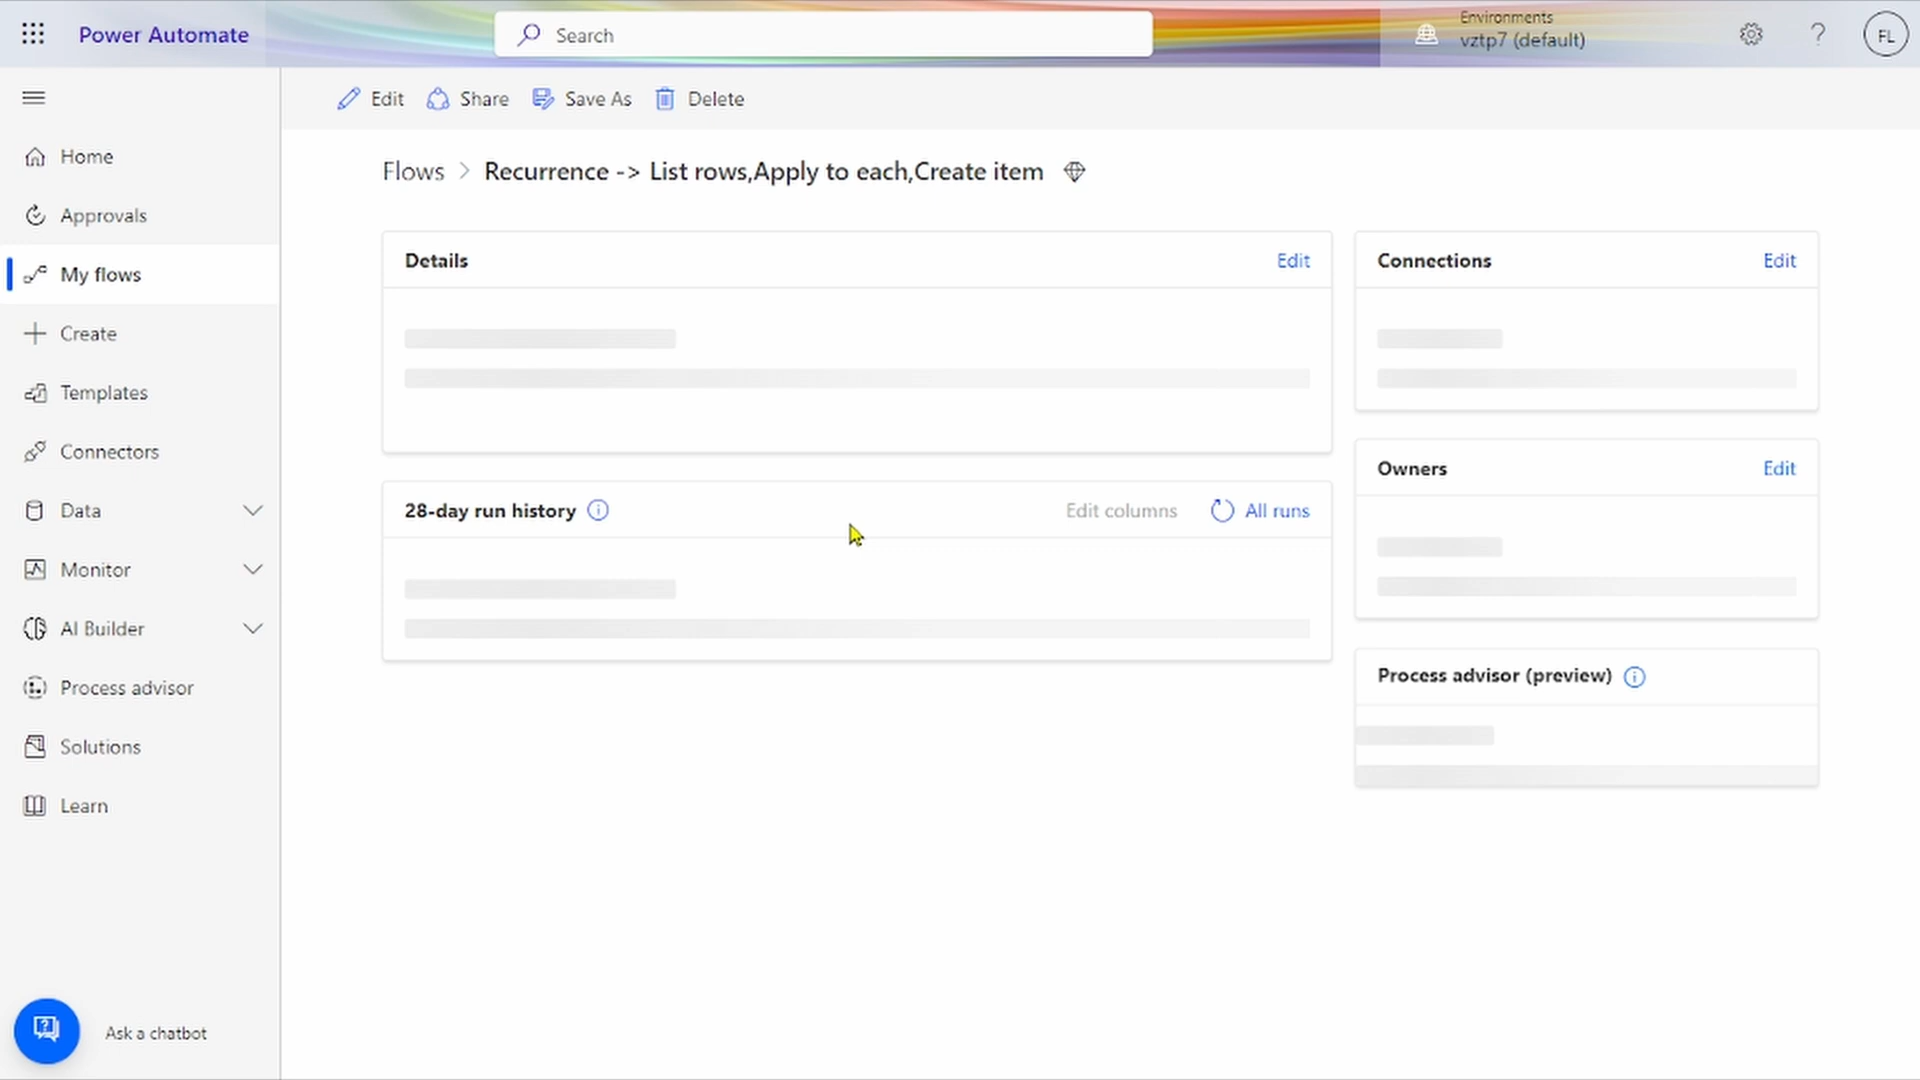 Power Automate
Search
Environments
vztp7 (default)
?
FL
Edit
Share
Save As
Delete
Home
Approvals
My flows
Create
Templates
Connectors
Data
Monitor
AI Builder
Process advisor
Solutions
Learn
Ask a chatbot
Flows > Recurrence -> List rows,Apply to each,Create item
Details
Edit
28-day run history
Edit columns
All runs
Connections
Edit
Owners
Edit
Process advisor (preview)